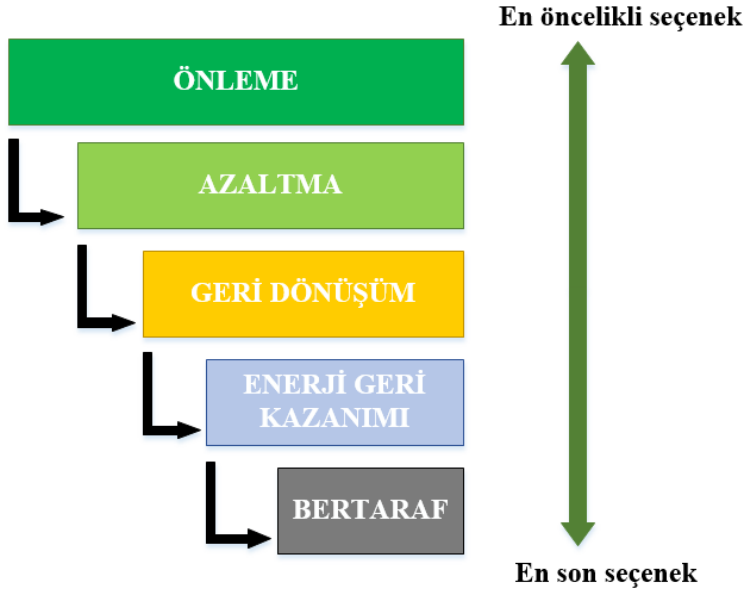 En öncelikli seçenek
ÖNLEME
AZALTMA
GERİ DÖNÜŞÜM
ENERJİ GERİ
KAZANIMI
BERTARAF
En son seçenek